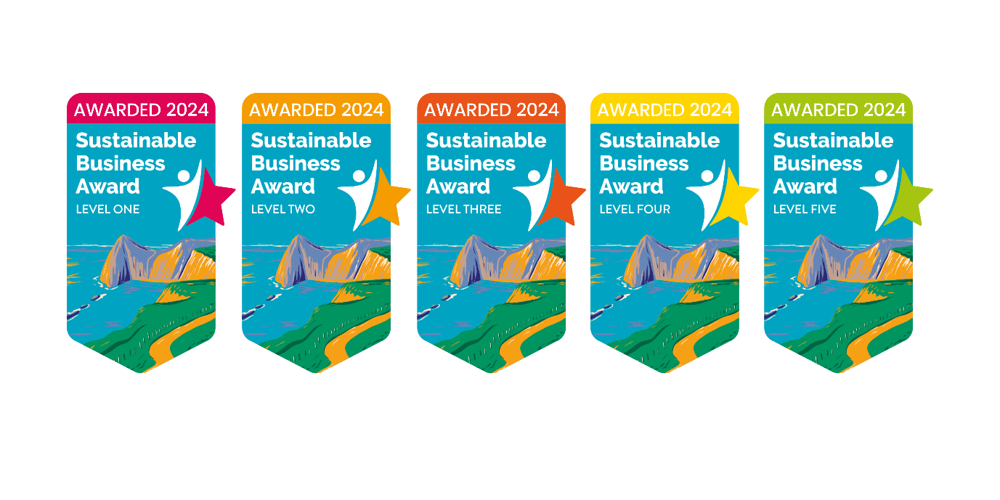 AWARDED 2024
Sustainable
Business
Award
LEVEL ONE
AWARDED 2024
Sustainable
Business
Award
LEVEL TWO
AWARDED 2024
Sustainable
Business
Award
LEVEL THREE
AWARDED 2024
Sustainable
Business
Award
LEVEL FOUR
AWARDED 2024
Sustainable
Business
Award
LEVEL FIVE